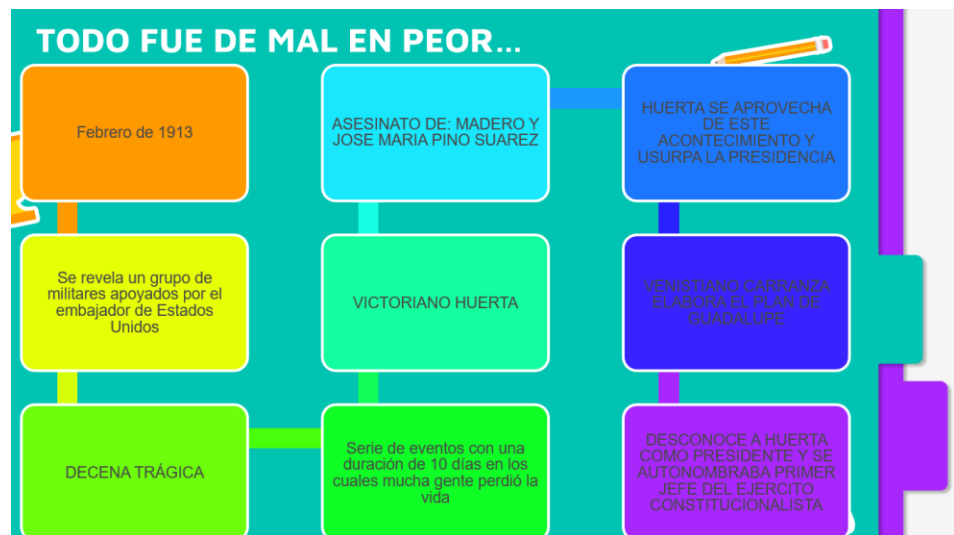 TODO FUE DE MAL EN PEOR...
Febrero de 1913
Se revela un grupo de
militares apoyados por el
embajador de Estados
Unidos
DECENA TRÁGICA
Serie de eventos con una
duración de 10 días en los
cuales mucha gente perdió la
vida
VICTORIANO HUERTA
ASESINATO DE: MADERO Y
JOSE MARIA PINO SUAREZ
HUERTA SE APROVECHA
DE ESTE
ACONTECIMIENTO Y
USURPA LA PRESIDENCIA
VENISTIANO CARRANZA
ELABORA EL PLAN DE
GUADALUPE
DESCONOCE A HUERTA
COMO PRESIDENTE Y SE
AUTONOMBRABA PRIMER
JEFE DEL EJERCITO
CONSTITUCIONALISTA